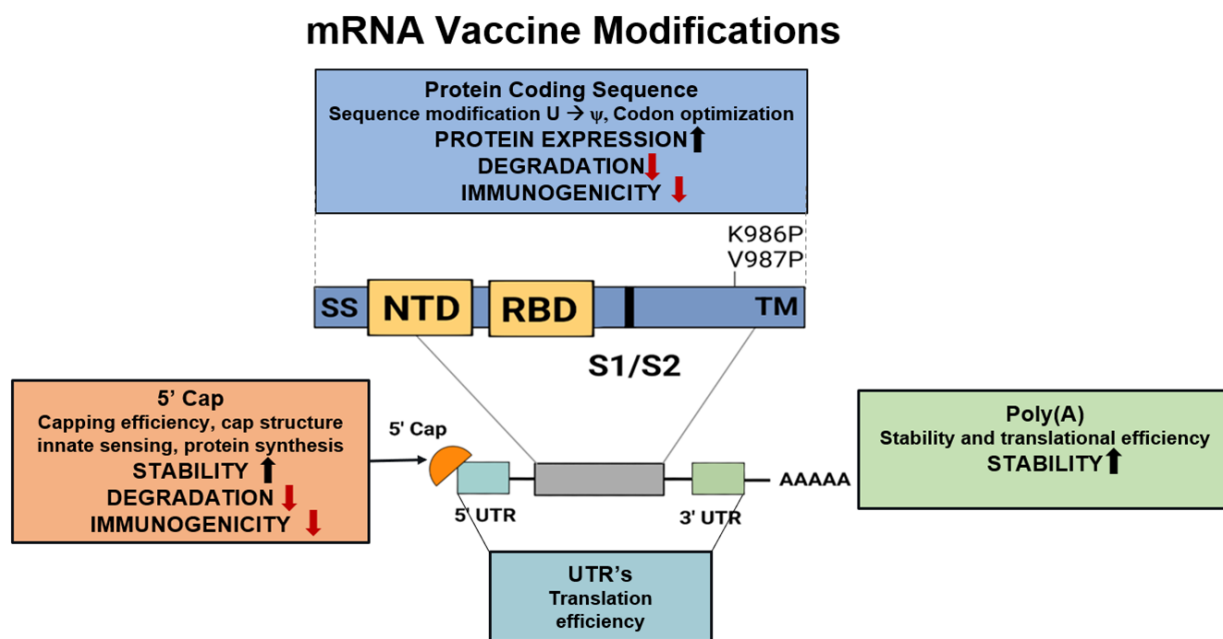 mRNA Vaccine Modifications
Protein Coding Sequence
Sequence modification U → ψ, Codon optimization
PROTEIN EXPRESSION
DEGRADATION
IMMUNOGENICITY
K986P
V987P
SS
NTD
RBD
TM
S1/S2
5’ Cap
Capping efficiency, cap structure
innate sensing, protein synthesis
STABILITY
DEGRADATION
IMMUNOGENICITY
5' Cap
5' UTR
3' UTR
AAAAA
Poly(A)
Stability and translational efficiency
STABILITY
UTR’s
Translation
efficiency